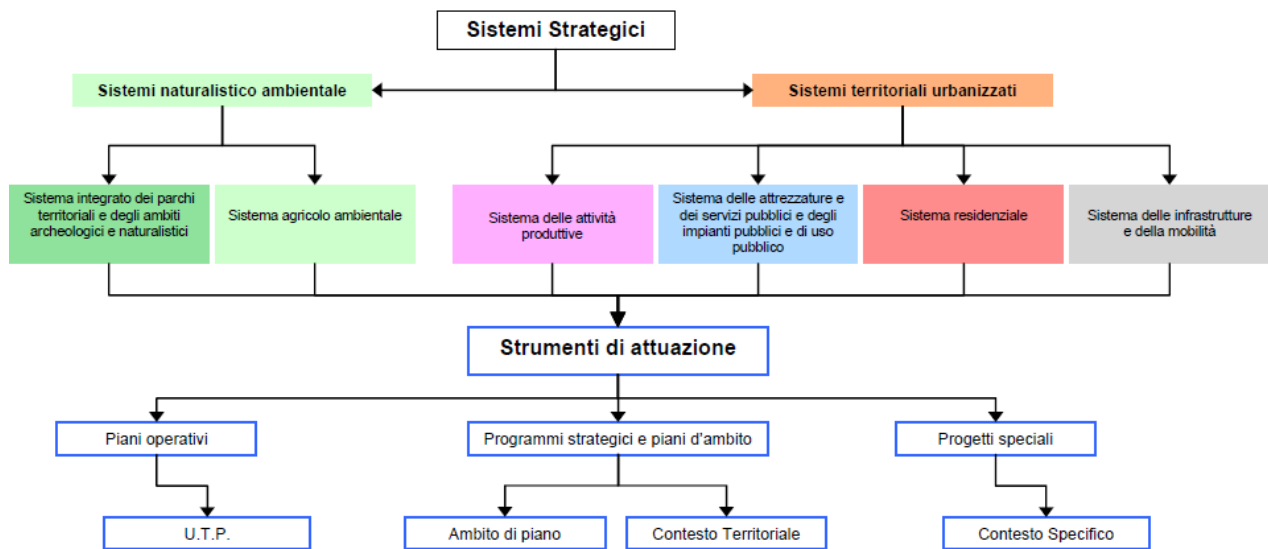 Sistemi Strategici
Sistemi naturalistico ambientale
Sistemi territoriali urbanizzati
Sistema integrato dei parchi
territoriali e degli ambiti
archeologici e naturalistici
Sistema agricolo ambientale
Sistema delle attività
produttive
Sistema delle attrezzature e
dei servizi pubblici e degli
impianti pubblici e di uso
pubblico
Sistema residenziale
Sistema delle infrastrutture
e della mobilità
Strumenti di attuazione
Piani operativi
Programmi strategici e piani d'ambito
Progetti speciali
U.T.P.
Ambito di piano
Contesto Territoriale
Contesto Specifico